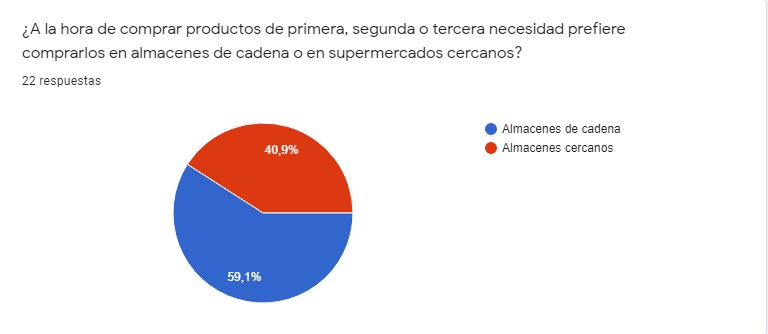 ¿A la hora de comprar productos de primera, segunda o tercera necesidad prefiere
comprarlos en almacenes de cadena o en supermercados cercanos?
22 respuestas
Almacenes de cadena
Almacenes cercanos
40,9%
59,1%